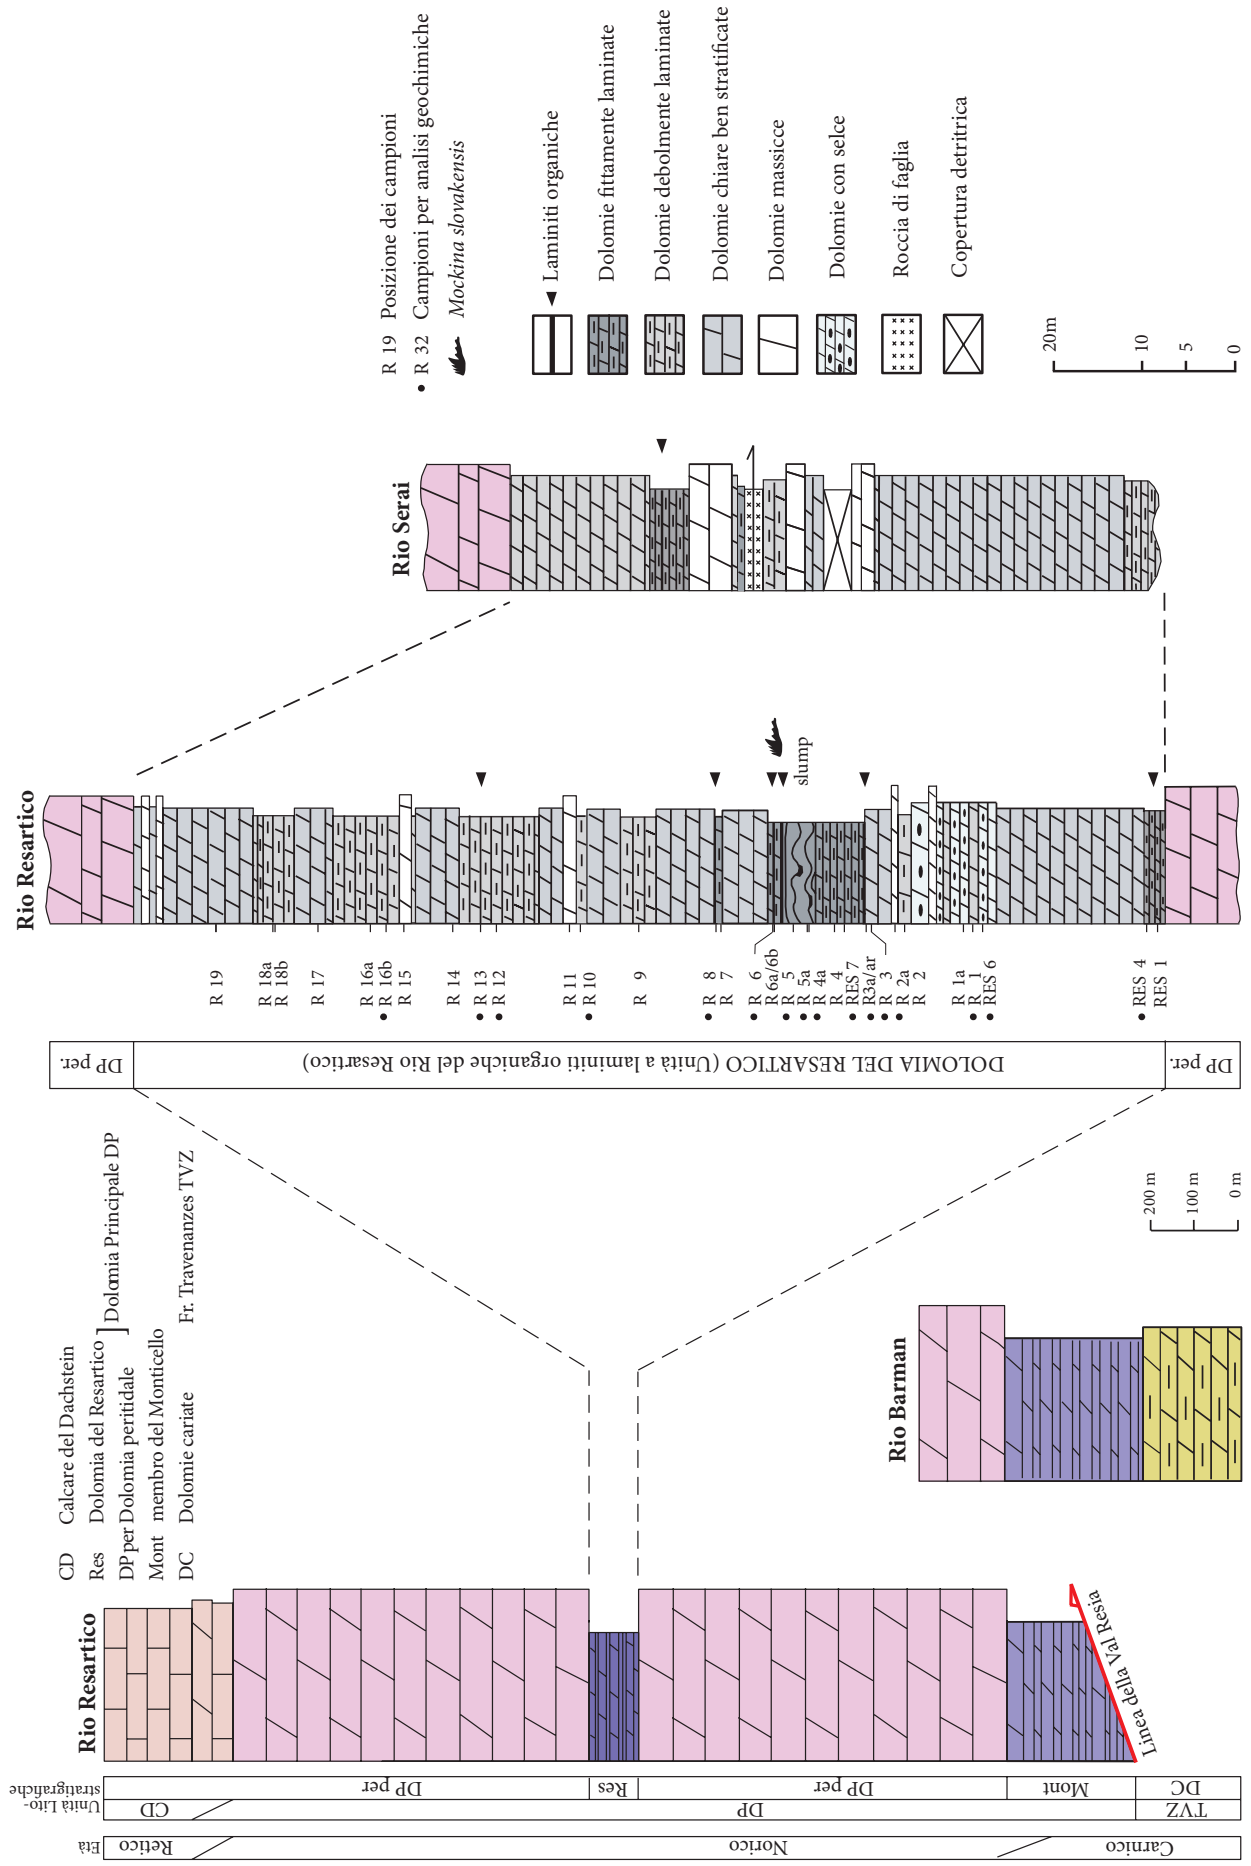 Rio Resartico
Rio Serai
R 19 Posizione dei campioni
R 32 Campioni per analisi geochimiche
Mockina slovakensis
Laminiti organiche
Dolomie fittamente laminate
Dolomie debolmente laminate
Dolomie chiare ben stratificate
Dolomie massicce
Dolomie con selce
Roccia di faglia
Copertura detritrica
20m
10
5
0
slump
R 19
R 18a
R 18b
R 17
R 16a
R 16b
R 15
R 14
R 13
R 12
R 11
R 10
R 9
R 8
R 7
R 6
R 6a/6b
R 5
R 5a
R 4a
R 4
RES 7
R3a/ar
R 3
R 2a
R 2
R 1a
R 1
RES 6
RES 4
RES 1
DP per.
DOLOMIA DEL RESARTICO (Unità a laminiti organiche del Rio Resartico)
DP per.
CD Calcare del Dachstein
Res Dolomia del Resartico
DPper Dolomia peritidale
] Dolomia Principale DP
Mont membro del Monticello
DC Dolomie cariate Fr. Travenanzes TVZ
200 m
100 m
0 m
Rio Barman
Rio Resartico
Linea della Val Resia
Unità Lito-
stratigrafiche
CD
DP per
Res
DP per
Mont
DC
DP
TVZ
Età
Retico
Norico
Carnico